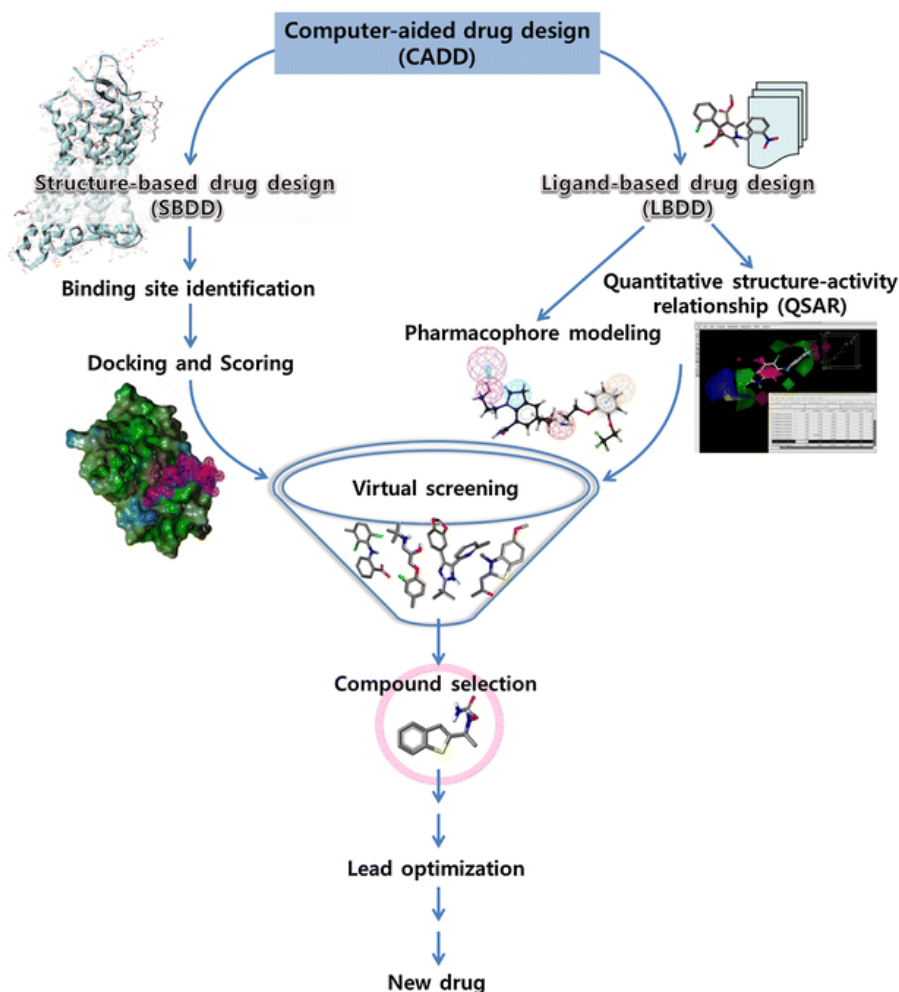 Computer-aided drug design
(CADD)
Structure-based drug design
(SBDD)
Ligand-based drug design
(LBDD)
Binding site identification
Quantitative structure-activity
relationship (QSAR)
Pharmacophore modeling
Docking and Scoring
Virtual screening
Compound selection
Lead optimization
New drug